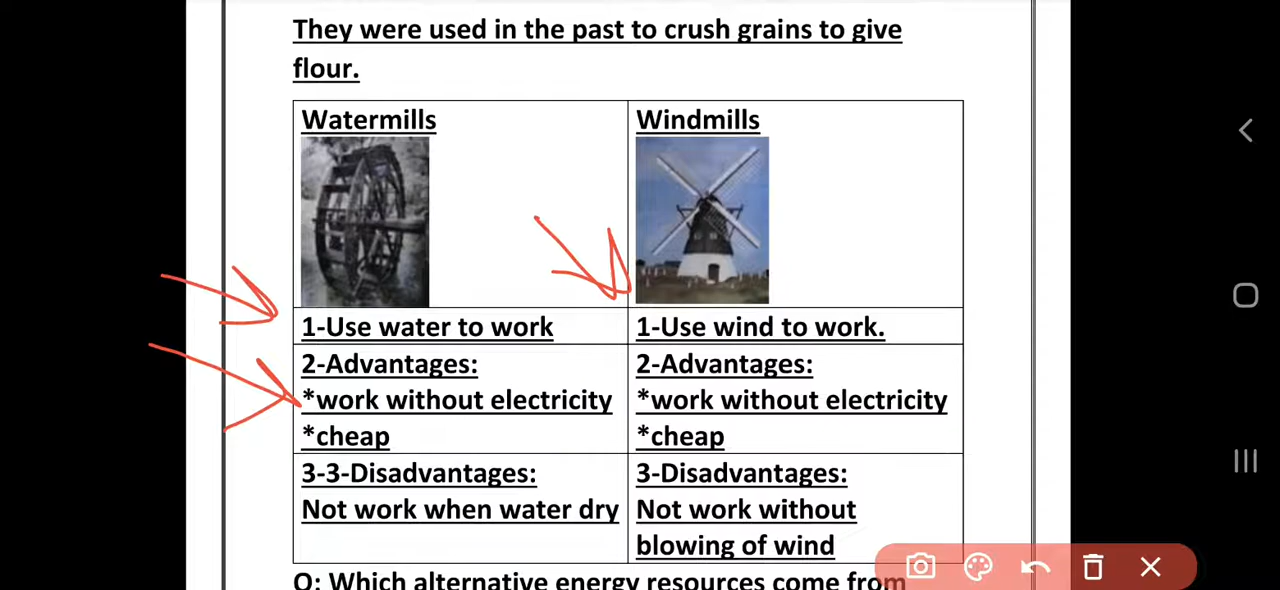 They were used in the past to crush grains to give
flour.
Watermills
Windmills
1-Use water to work
1-Use wind to work.
2-Advantages:
*work without electricity
*cheap
2-Advantages:
*work without electricity
*cheap
3-3-Disadvantages:
Not work when water dry
3-Disadvantages:
Not work without
blowing of wind
Q: Which alternative energy resources come from